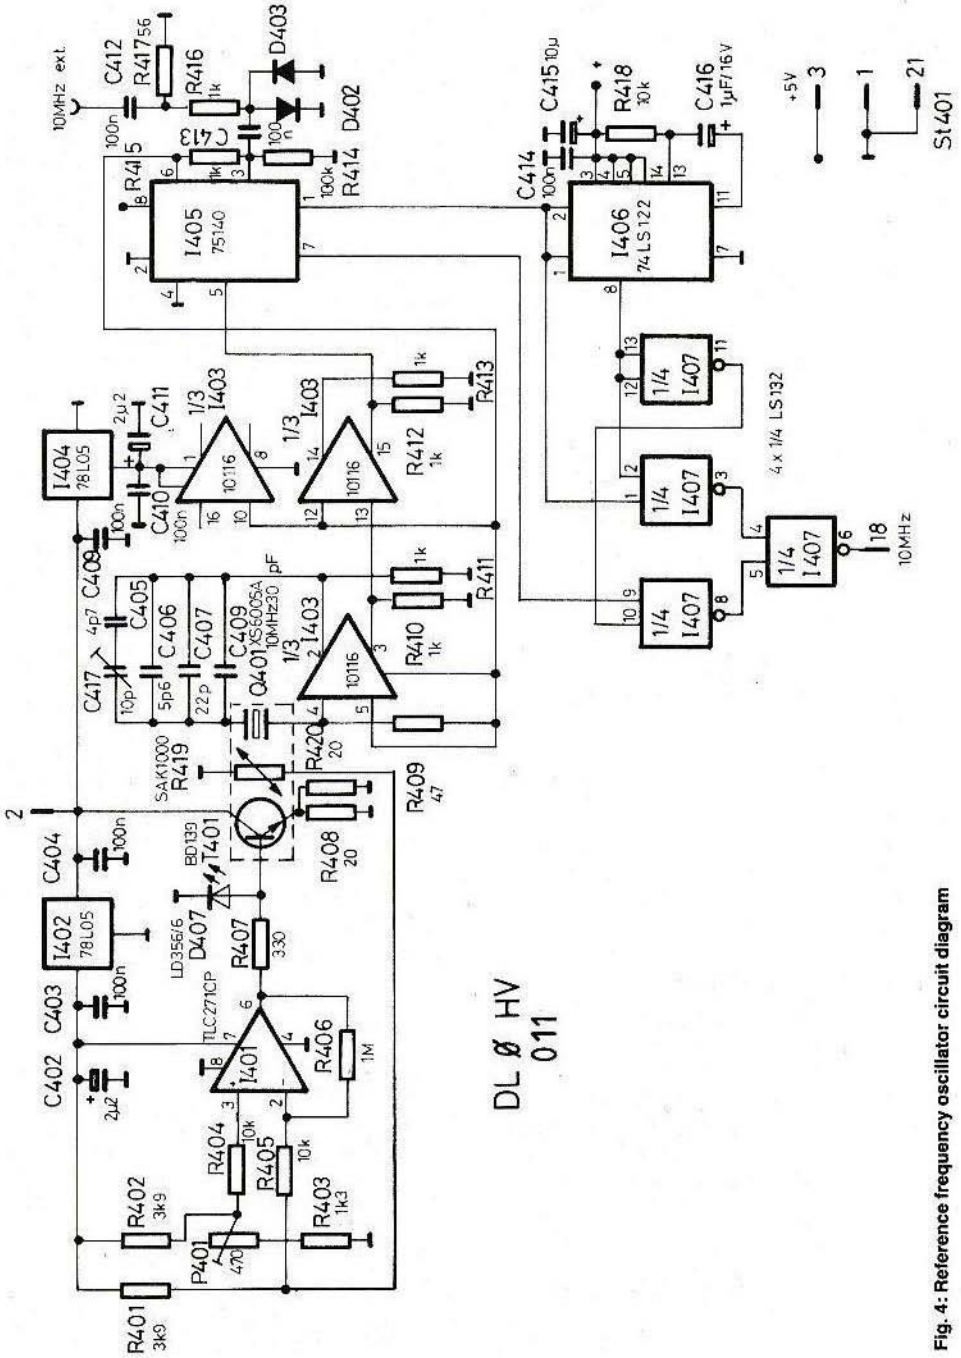 2
R401
3k9
R402
3k9
P401
470
R403
1k3
R404
10k
R405
10k
C402
2µ2
+
C403
100n
I402
78L05
C404
100n
TLC271CP
I401
+
-
3
2
8
7
6
4
R406
1M
R407
330
LD356/6
D407
BD139
T401
R408
20
R409
47
SAK1000
R419
R420
20
C417
10p
4p7
C405
5p6
C406
22p
C407
C409
Q401
XS6005A
10MHz30pF
1/3
I403
10116
4
5
2
3
R410
1k
R411
1k
C409
100n
I404
78L05
C410
100n
+
2µ2
C411
1/3
I403
10116
16
10
1
8
1/3
I403
10116
12
13
14
15
R412
1k
R413
1k
I405
75140
4
5
2
8
6
3
7
1
R415
1k
C413
100n
R414
100k
10MHz ext.
C412
100n
R417
56
R416
1k
D402
D403
I406
74LS122
1
2
8
3
4
5
14
13
11
7
C414
100n
C415
10µ
+
+
R418
10k
C416
1µF/16V
+
1/4
I407
12
13
11
1/4
I407
1
2
3
1/4
I407
10
9
8
1/4
I407
5
4
6
18
10MHz
4 x 1/4 LS132
+5V
3
1
21
St401
DL Ø HV
011
Fig. 4: Reference frequency oscillator circuit diagram